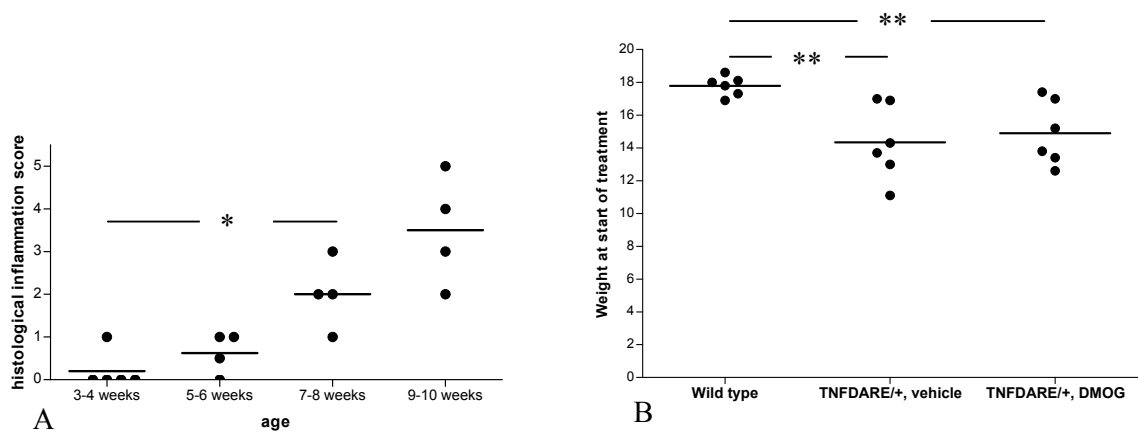 histological inflammation score
5
4
3
2
1
0
*
3-4 weeks 5-6 weeks 7-8 weeks 9-10 weeks
age
A
**
**
Weight at start of treatment
20
18
16
14
12
10
8
6
4
2
0
Wild type TNFDARE/+, vehicle TNFDARE/+, DMOG
B